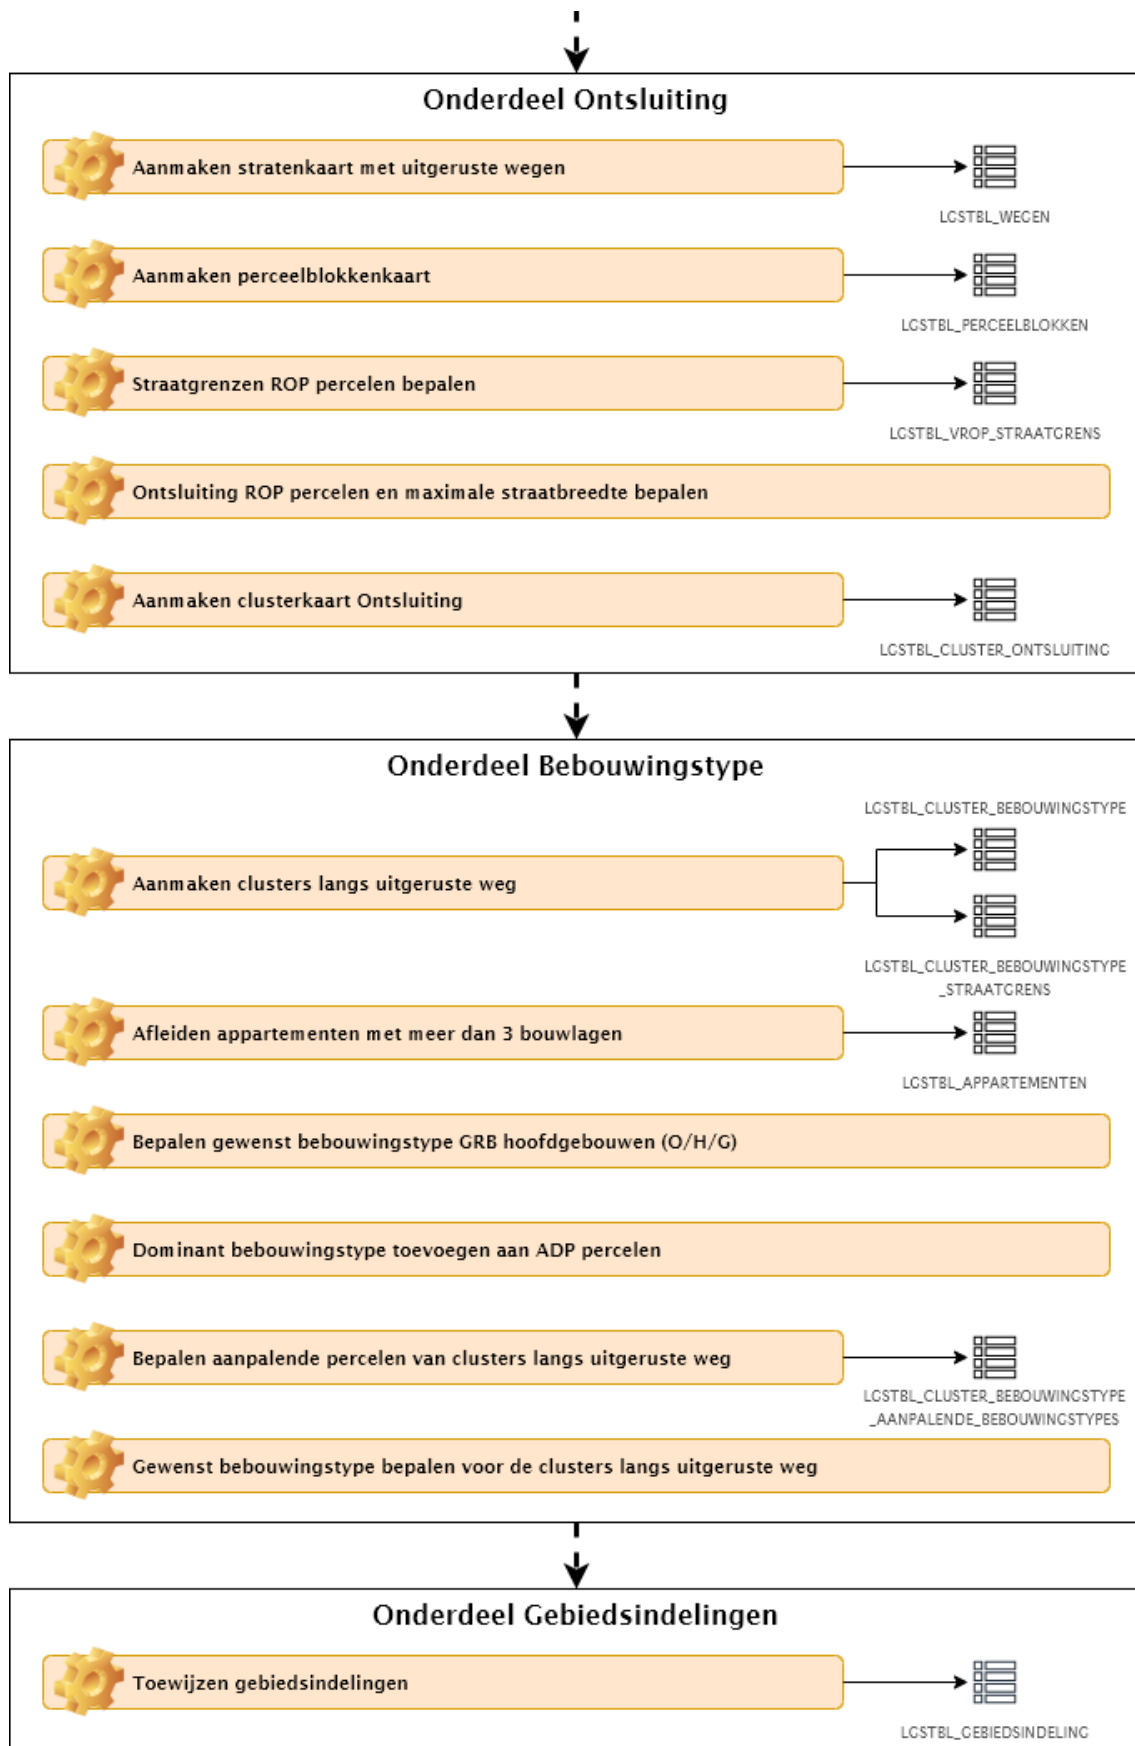 Onderdeel Ontsluiting
Aanmaken stratenkaart met uitgeruste wegen
LGSTBL_WEGEN
Aanmaken perceelblokkenkaart
LGSTBL_PERCEELBLOKKEN
Straatgrenzen ROP percelen bepalen
LGSTBL_VROP_STRAATGRENS
Ontsluiting ROP percelen en maximale straatbreedte bepalen
Aanmaken clusterkaart Ontsluiting
LGSTBL_CLUSTER_ONTSLUITING
Onderdeel Bebouwingstype
LGSTBL_CLUSTER_BEBOUWINGSTYPE
Aanmaken clusters langs uitgeruste weg
LGSTBL_CLUSTER_BEBOUWINGSTYPE
_STRAATGRENS
Afleiden appartementen met meer dan 3 bouwlagen
LGSTBL_APPARTEMENTEN
Bepalen gewenst bebouwingstype GRB hoofdgebouwen (O/H/G)
Dominant bebouwingstype toevoegen aan ADP percelen
Bepalen aanpalende percelen van clusters langs uitgeruste weg
LGSTBL_CLUSTER_BEBOUWINGSTYPE
_AANPALENDE_BEBOUWINGSTYPES
Gewenst bebouwingstype bepalen voor de clusters langs uitgeruste weg
Onderdeel Gebiedsindelingen
Toewijzen gebiedsindelingen
LGSTBL_GEBIEDSINDELING